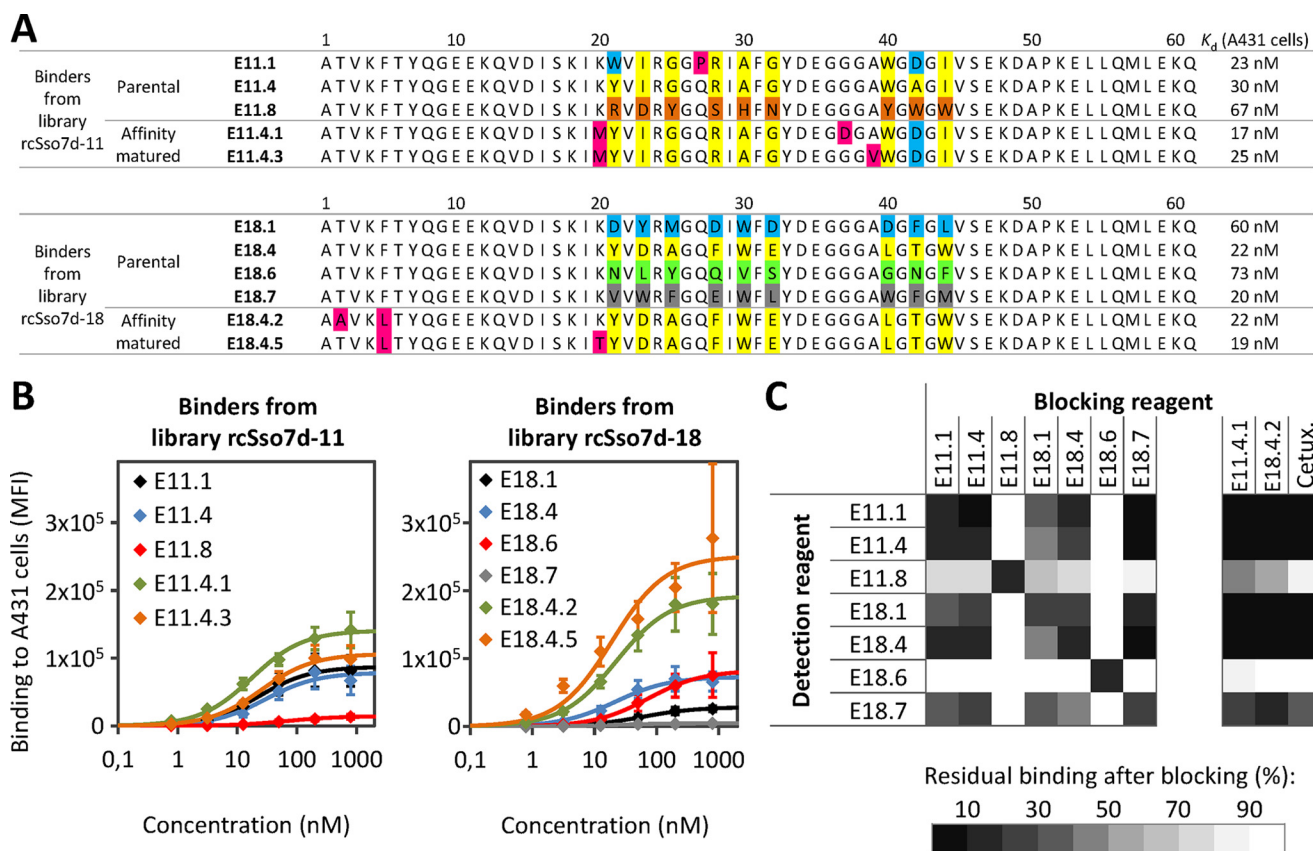 A
1 10 20 30 40 50 60 Kd (A431 cells)
Binders from library rcSso7d-11
Parental
E11.1 ATVKFTYQGEEKQVDISKIKWVIRGGPRIAFGYDEGGGAWGDGIVSEKDAPKELLQMLEKQ 23 nM
E11.4 ATVKFTYQGEEKQVDISKIKYVIRGGQRIAFGYDEGGGAWGAGIVSEKDAPKELLQMLEKQ 30 nM
E11.8 ATVKFTYQGEEKQVDISKIKRVDRYGQSIHFNYDEGGGAYGWGWVSEKDAPKELLQMLEKQ 67 nM
Affinity matured
E11.4.1 ATVKFTYQGEEKQVDISKIMYVIRGGQRIAFGYDEGDGAWGDGIVSEKDAPKELLQMLEKQ 17 nM
E11.4.3 ATVKFTYQGEEKQVDISKIMYVIRGGQRIAFGYDEGGGVWGDGIVSEKDAPKELLQMLEKQ 25 nM
1 10 20 30 40 50 60
Binders from library rcSso7d-18
Parental
E18.1 ATVKFTYQGEEKQVDISKIKDVYRMGQDIWFDYDEGGGADGFGLVSEKDAPKELLQMLEKQ 60 nM
E18.4 ATVKFTYQGEEKQVDISKIKYVDRAGQFIWFEYDEGGGALGTGWVSEKDAPKELLQMLEKQ 22 nM
E18.6 ATVKFTYQGEEKQVDISKIKNVLRYGQQIVFSYDEGGGAGGNGFVSEKDAPKELLQMLEKQ 73 nM
E18.7 ATVKFTYQGEEKQVDISKIKVVWRFGQEIWFLYDEGGGAWGFGMVSEKDAPKELLQMLEKQ 20 nM
Affinity matured
E18.4.2 AAVKLTYQGEEKQVDISKIKYVDRAGQFIWFEYDEGGGALGTGWVSEKDAPKELLQMLEKQ 22 nM
E18.4.5 ATVKLTYQGEEKQVDISKITYVDRAGQFIWFEYDEGGGALGTGWVSEKDAPKELLQMLEKQ 19 nM
B
Binders from
library rcSso7d-11
Binding to A431 cells (MFI)
3x10⁵
2x10⁵
1x10⁵
0
E11.1
E11.4
E11.8
E11.4.1
E11.4.3
0,1 1 10 100 1000
Concentration (nM)
Binders from
library rcSso7d-18
3x10⁵
2x10⁵
1x10⁵
0
E18.1
E18.4
E18.6
E18.7
E18.4.2
E18.4.5
0,1 1 10 100 1000
Concentration (nM)
C
Blocking reagent
E11.1 E11.4 E11.8 E18.1 E18.4 E18.6 E18.7 E11.4.1 E18.4.2 Cetux.
Detection reagent
E11.1
E11.4
E11.8
E18.1
E18.4
E18.6
E18.7
Residual binding after blocking (%):
10 30 50 70 90